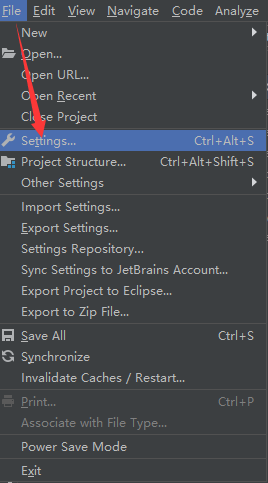 File Edit View Navigate Code Analyze
New
Open...
Open URL...
Open Recent
Close Project
Settings... Ctrl+Alt+S
Project Structure... Ctrl+Alt+Shift+S
Other Settings
Import Settings...
Export Settings...
Settings Repository...
Sync Settings to JetBrains Account...
Export Project to Eclipse...
Export to Zip File...
Save All Ctrl+S
Synchronize
Invalidate Caches / Restart...
Print... Ctrl+P
Associate with File Type...
Power Save Mode
Exit